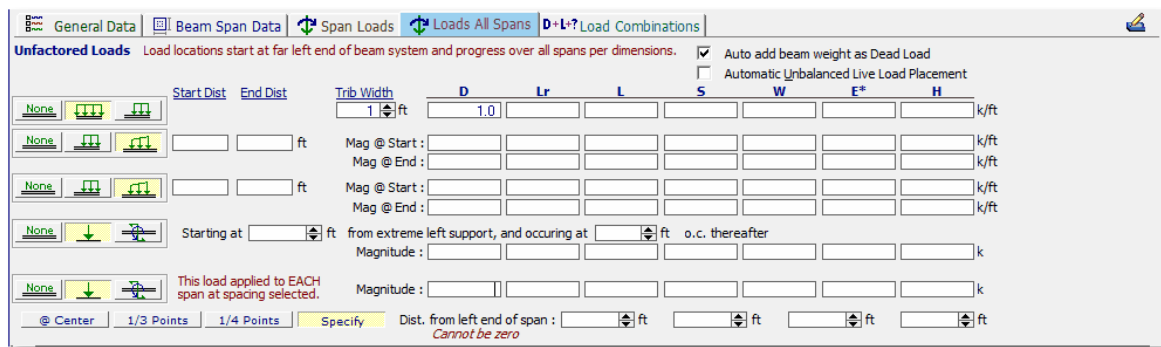 General Data Beam Span Data Span Loads Loads All Spans D+L+? Load Combinations
Unfactored Loads Load locations start at far left end of beam system and progress over all spans per dimensions. Auto add beam weight as Dead Load
Automatic Unbalanced Live Load Placement
Start Dist End Dist Trib Width D Lr L S W E* H
None 1 ft 1.0 k/ft
None ft Mag @ Start : k/ft
Mag @ End : k/ft
None ft Mag @ Start : k/ft
Mag @ End : k/ft
None Starting at ft from extreme left support, and occuring at ft o.c. thereafter
Magnitude : k
None This load applied to EACH
span at spacing selected. Magnitude : k
@ Center 1/3 Points 1/4 Points Specify Dist. from left end of span : ft ft ft ft
Cannot be zero